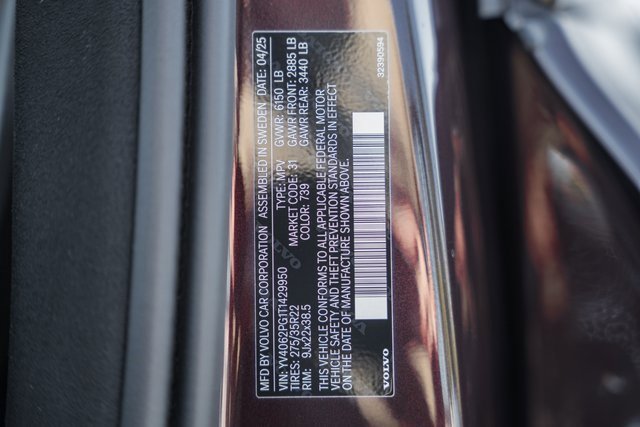 MFD BY VOLVO CAR CORPORATION ASSEMBLED IN SWEDEN DATE: 04/25
VIN: YV4062PG1T1429950 TYPE: MPV GVWR: 6150 LB
TIRES: 275/35R22 MARKET CODE: 31 GAWR FRONT: 2885 LB
RIM: 9Jx22x38.5 COLOR: 739 GAWR REAR: 3440 LB
THIS VEHICLE CONFORMS TO ALL APPLICABLE FEDERAL MOTOR
VEHICLE SAFETY AND THEFT PREVENTION STANDARDS IN EFFECT
ON THE DATE OF MANUFACTURE SHOWN ABOVE.
VOLVO
32390594